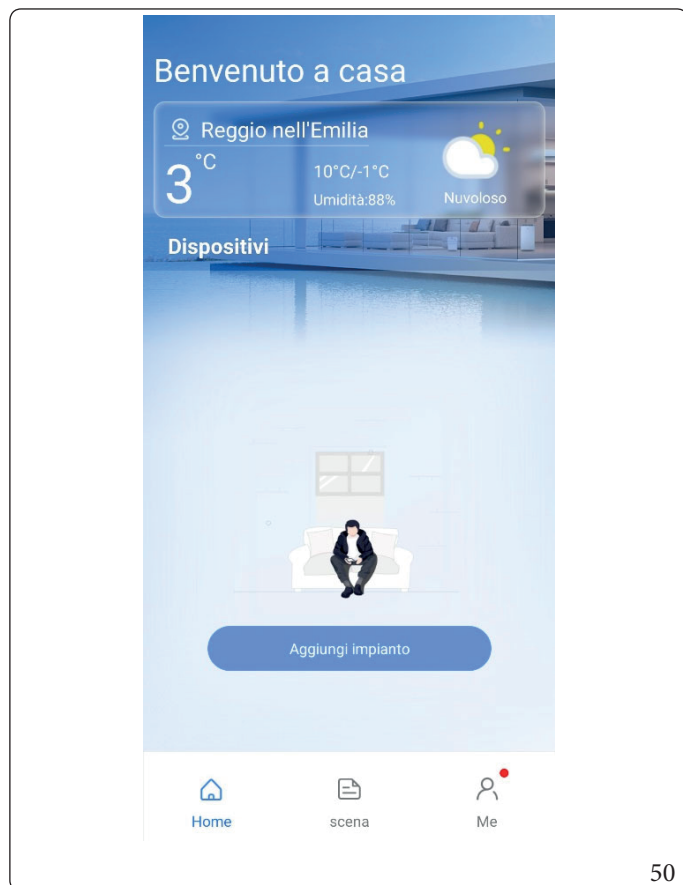 Benvenuto a casa
Reggio nell'Emilia
3°C
10°C/-1°C
Umidità:88%
Nuvoloso
Dispositivi
Aggiungi impianto
Home
scena
Me
50